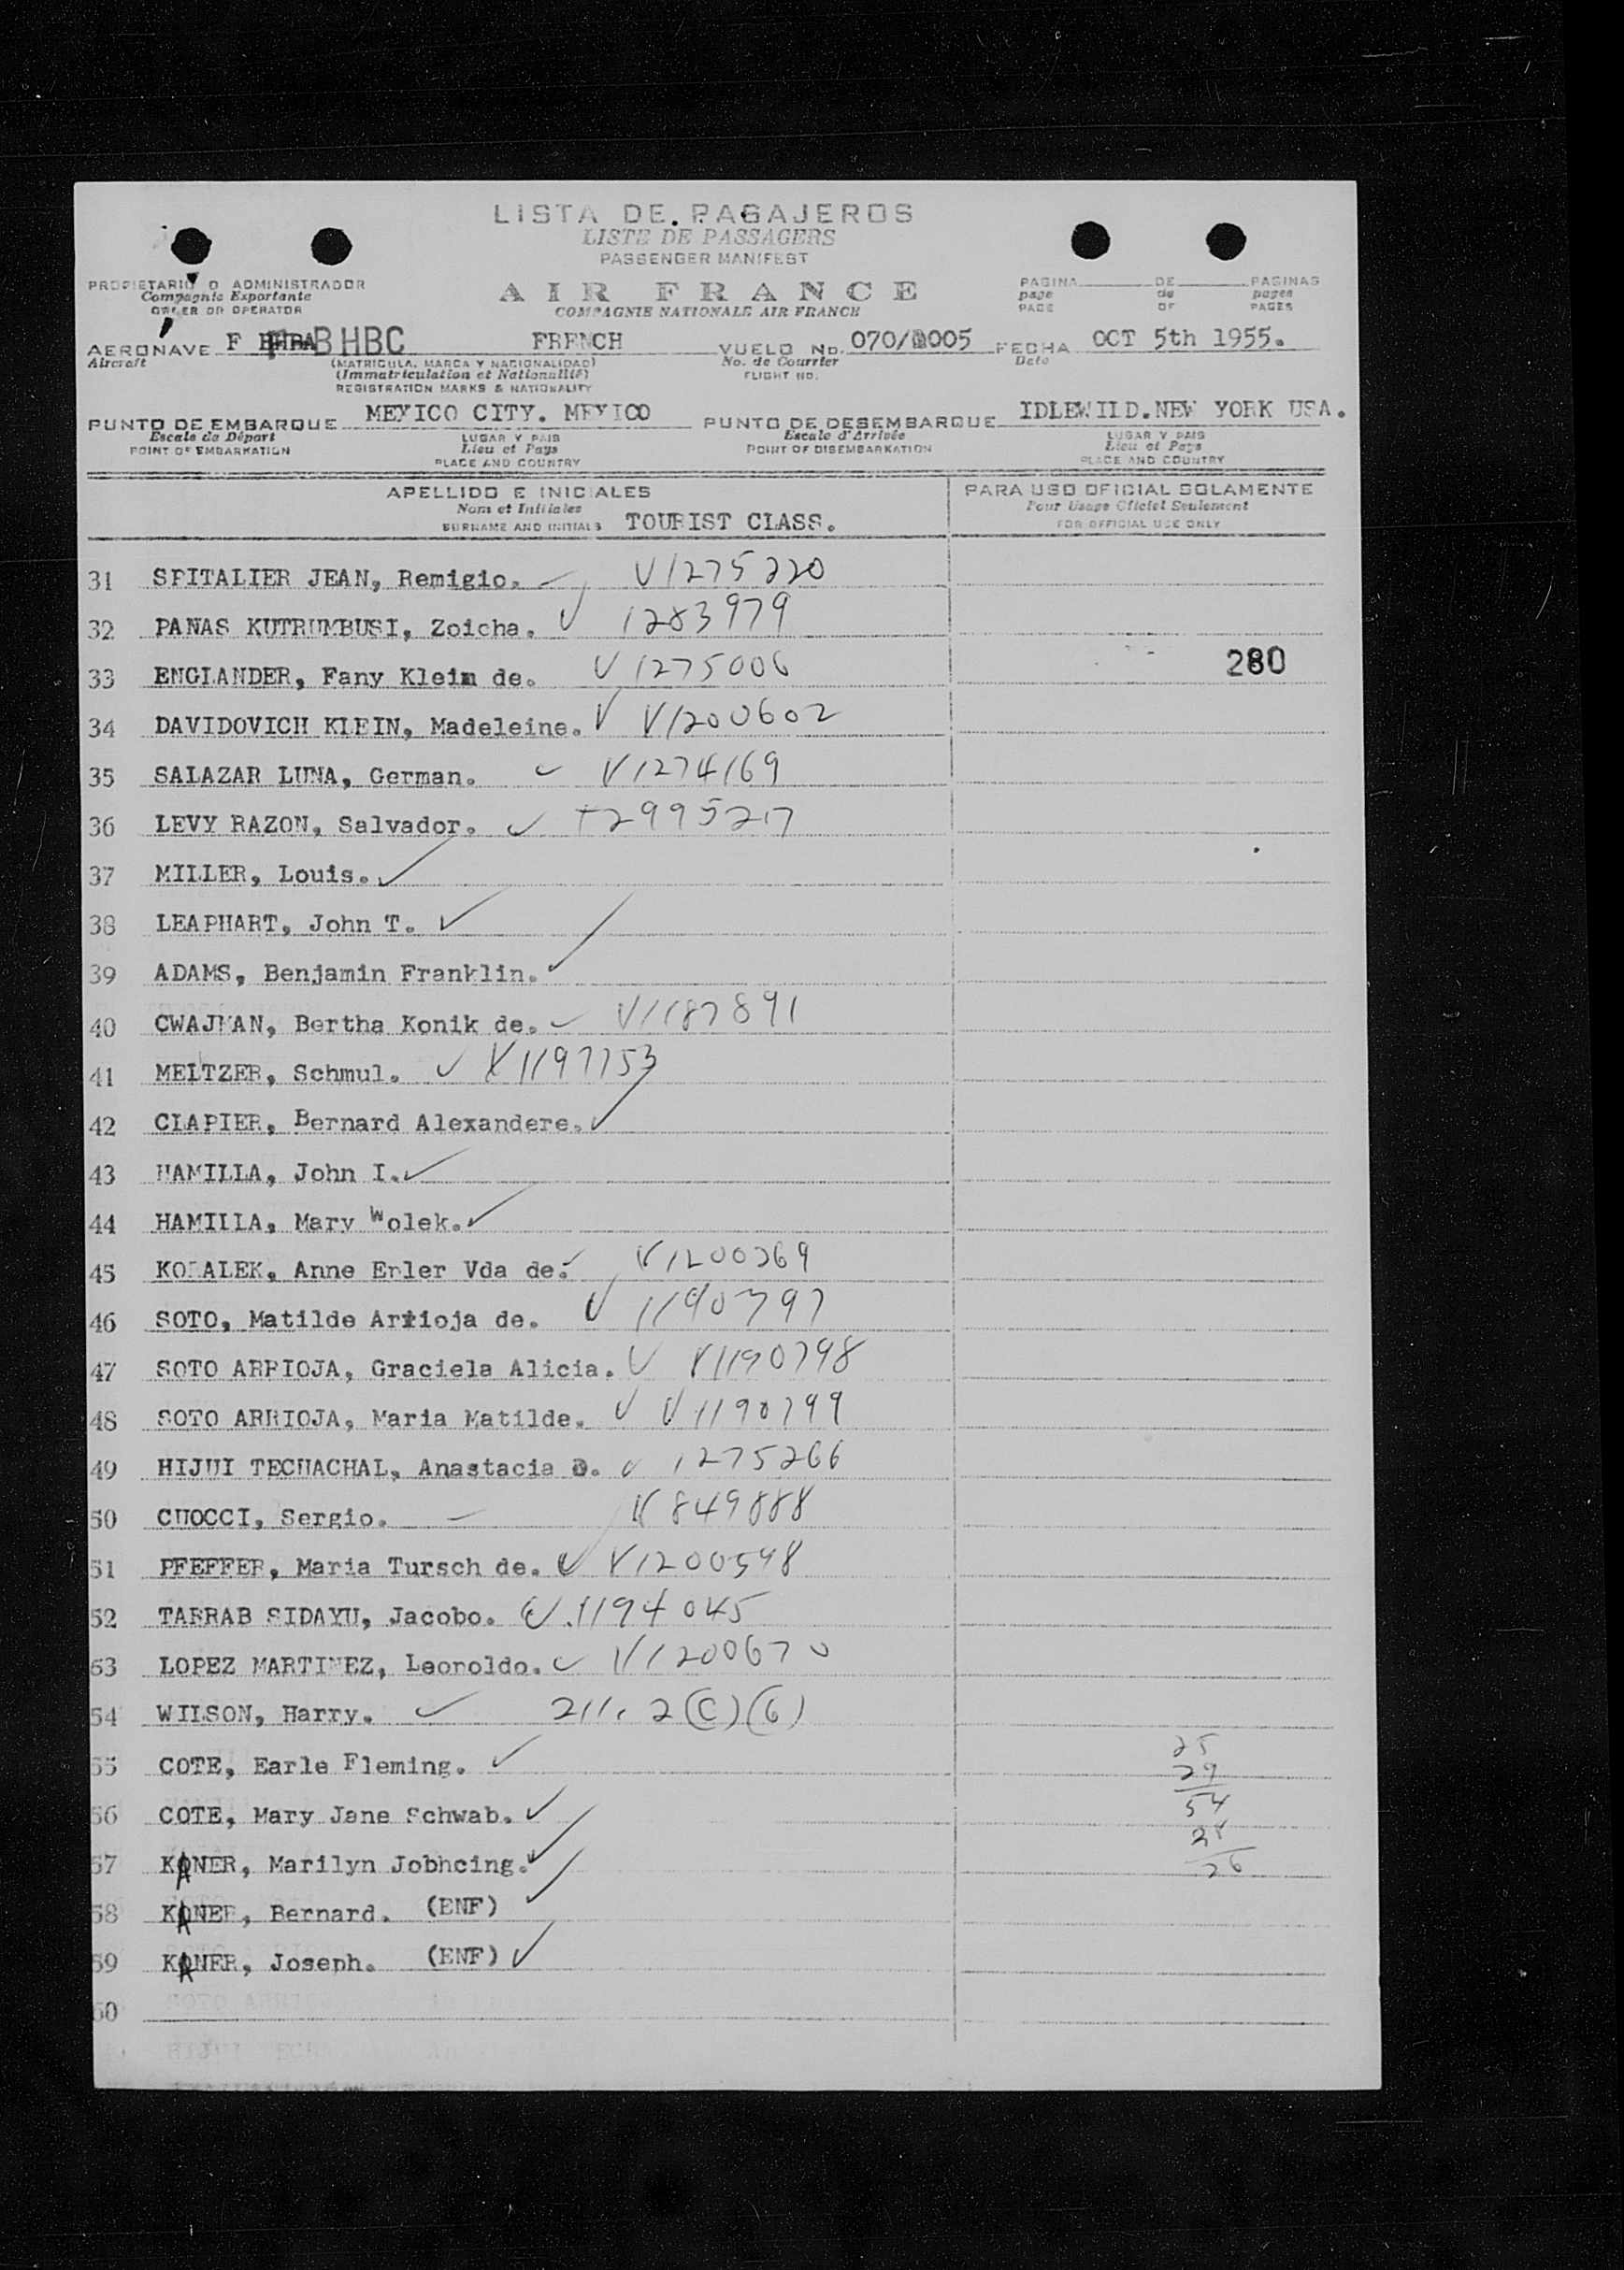 LISTA DE PASAJEROS
LISTE DE PASSAGERS
PASSENGER MANIFEST
PROPIETARIO O ADMINISTRADOR
Compagnie Exportante
OWNER OR OPERATOR
AIR FRANCE
COMPAGNIE NATIONALE AIR FRANCE
PAGINA DE PAGINAS
page de pages
PAGE OF PAGES
AERONAVE F BHBC FRENCH VUELO No. 070/005 FECHA OCT 5th 1955.
Aircraft (MATRICULA, MARCA Y NACIONALIDAD) No. de Courrier Date
(Immatriculation et Nationalité) FLIGHT NO.
REGISTRATION MARKS & NATIONALITY
PUNTO DE EMBARQUE MEXICO CITY. MEXICO PUNTO DE DESEMBARQUE IDLEWILD.NEW YORK USA.
Escale de Départ LUGAR Y PAIS Escale d'Arrivée LUGAR Y PAIS
POINT OF EMBARKATION Lieu et Pays POINT OF DISEMBARKATION Lieu et Pays
PLACE AND COUNTRY PLACE AND COUNTRY
APELLIDO E INICIALES PARA USO OFICIAL SOLAMENTE
Nom et Initiales Pour Usage Officiel Seulement
SURNAME AND INITIALS TOURIST CLASS. FOR OFFICIAL USE ONLY
31 SPITALIER JEAN, Remigio. V1275220
32 PANAS KUTRUMBUSI, Zoicha. 1283979
33 ENGLANDER, Fany Klein de. V1275006 280
34 DAVIDOVICH KLEIN, Madeleine. V1200602
35 SALAZAR LUNA, German. V1274169
36 LEVY RAZON, Salvador. T2995217
37 MILLER, Louis.
38 LEAPHART, John T.
39 ADAMS, Benjamin Franklin.
40 CWAJMAN, Bertha Konik de. V1187891
41 MELTZER, Schmul. V1197753
42 CLAPIER, Bernard Alexandere.
43 HAMILLA, John I.
44 HAMILLA, Mary Wolek.
45 Anne Erler Vda de. V1200369
46 SOTO, Matilde Arrioja de. 1190797
47 SOTO ARRIOJA, Graciela Alicia. V1190798
48 SOTO ARRIOJA, Maria Matilde. V1190799
49 HIJUI TECUACHAL, Anastacia 1275266
50 CUOCCI, Sergio. V849888
51 PFEFFER, Maria Tursch de. V1200598
52 TARRAB SIDAYU, Jacobo. 1194045
53 LOPEZ MARTINEZ, Leopoldo. V1200670
54 WILSON, Harry. 211.2(C)(6)
55 COTE, Earle Fleming. 25
29
56 COTE, Mary Jane Schwab. 54
28
57 KANER, Marilyn Jobhcing. 26
58 KANER, Bernard. (ENF)
59 KANER, Joseph. (ENF)
60